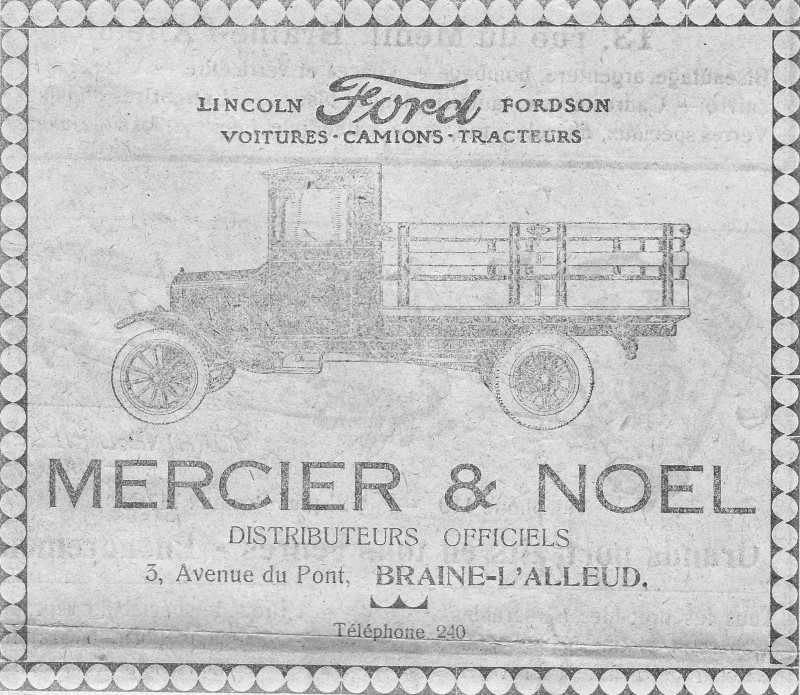 LINCOLN Ford FORDSON
VOITURES - CAMIONS - TRACTEURS
MERCIER & NOEL
DISTRIBUTEURS OFFICIELS
3, Avenue du Pont, BRAINE-L'ALLEUD.
Téléphone 240